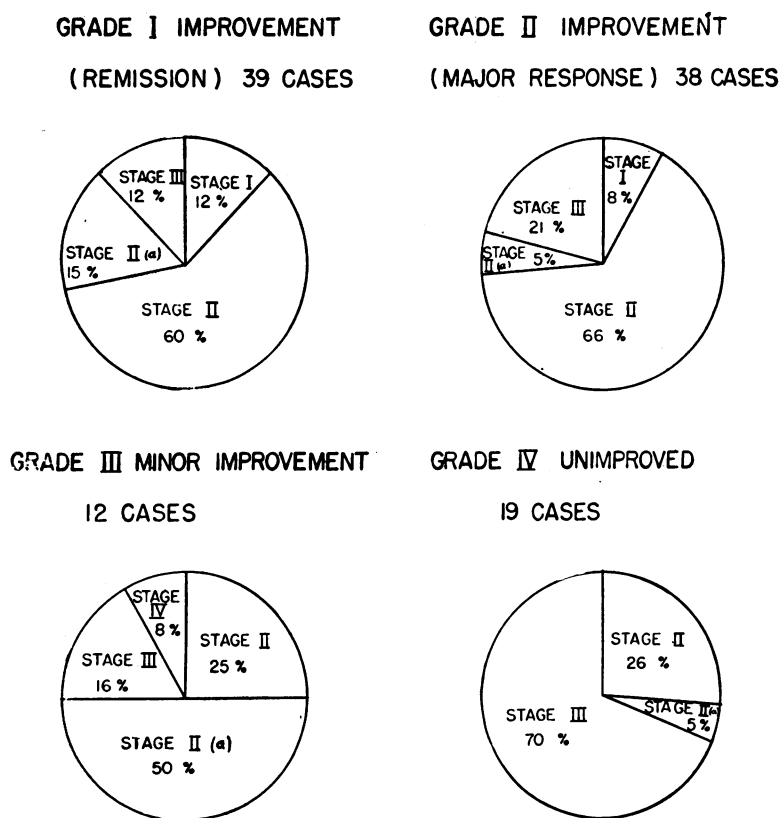 GRADE I IMPROVEMENT
(REMISSION) 39 CASES
STAGE III
12 %
STAGE I
12 %
STAGE II (a)
15 %
STAGE II
60 %
GRADE II IMPROVEMENT
(MAJOR RESPONSE) 38 CASES
STAGE
I
8%
STAGE III
21 %
STAGE 5%
II (a)
STAGE II
66 %
GRADE III MINOR IMPROVEMENT
12 CASES
STAGE
IV
8%
STAGE II
25 %
STAGE III
16 %
STAGE II (a)
50 %
GRADE IV UNIMPROVED
19 CASES
STAGE II
26 %
STAGE II(a)
5%
STAGE III
70 %